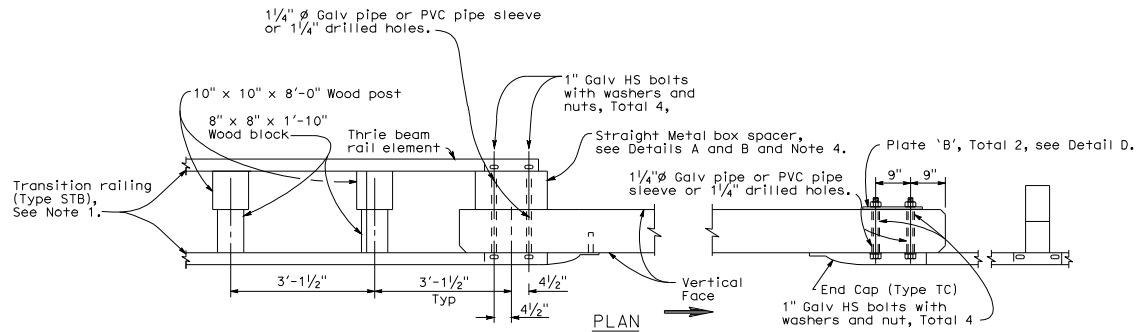 1¼" Ø Galv pipe or PVC pipe sleeve
or 1¼" drilled holes.
10" x 10" x 8'-0" Wood post
8" x 8" x 1'-10"
Wood block
Thrie beam
rail element
1" Galv HS bolts
with washers and
nuts, Total 4,
Straight Metal box spacer,
see Details A and B and Note 4.
Plate 'B', Total 2, see Detail D.
1¼"Ø Galv pipe or PVC pipe
sleeve or 1¼" drilled holes.
9"
9"
Transition railing
(Type STB),
See Note 1.
3'-1½"
3'-1½"
Typ
4½"
4½"
Vertical
Face
End Cap (Type TC)
1" Galv HS bolts with
washers and nut, Total 4
PLAN